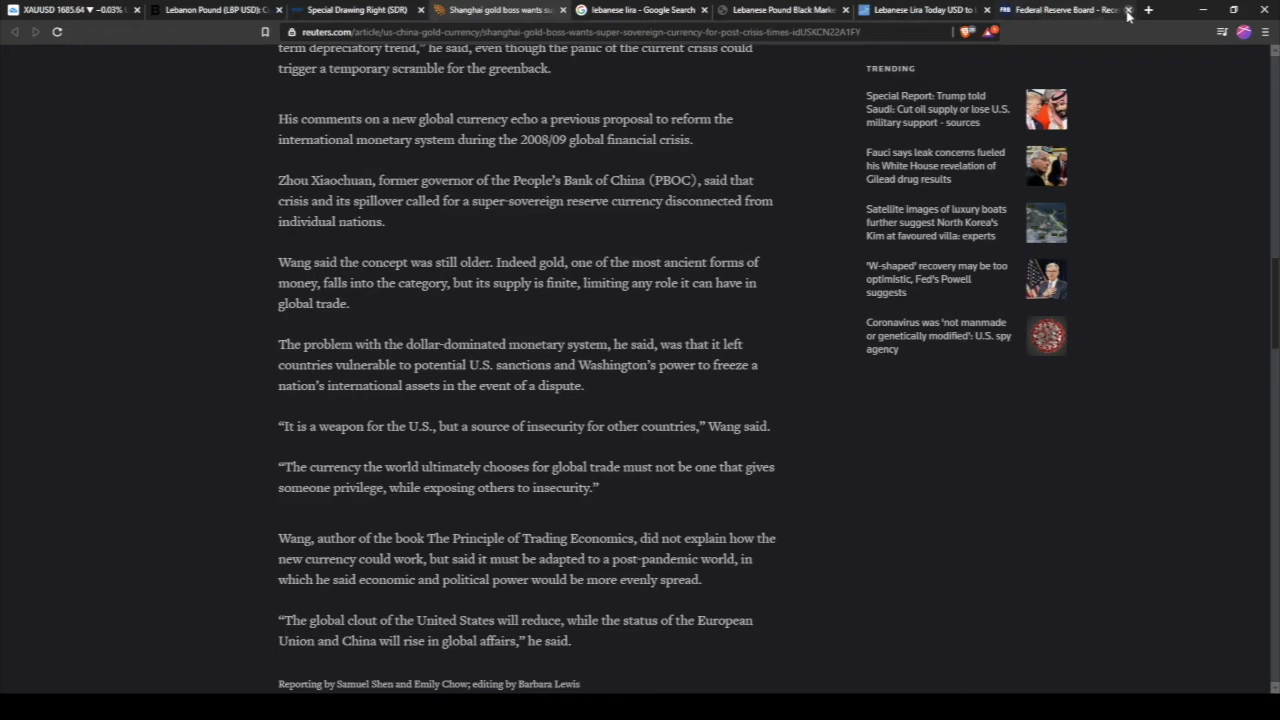 XAUUSD 1685.64 ▼ −0.03%
Lebanon Pound (LBP USD): Cu
Special Drawing Right (SDR)
Shanghai gold boss wants su
lebanese lira - Google Search
Lebanese Pound Black Marke
Lebanese Lira Today USD to L
Federal Reserve Board - Rece
reuters.com/article/us-china-gold-currency/shanghai-gold-boss-wants-super-sovereign-currency-for-post-crisis-times-idUSKCN22A1FY
term depreciatory trend,” he said, even though the panic of the current crisis could
trigger a temporary scramble for the greenback.
His comments on a new global currency echo a previous proposal to reform the
international monetary system during the 2008/09 global financial crisis.
Zhou Xiaochuan, former governor of the People’s Bank of China (PBOC), said that
crisis and its spillover called for a super-sovereign reserve currency disconnected from
individual nations.
Wang said the concept was still older. Indeed gold, one of the most ancient forms of
money, falls into the category, but its supply is finite, limiting any role it can have in
global trade.
The problem with the dollar-dominated monetary system, he said, was that it left
countries vulnerable to potential U.S. sanctions and Washington’s power to freeze a
nation’s international assets in the event of a dispute.
“It is a weapon for the U.S., but a source of insecurity for other countries,” Wang said.
“The currency the world ultimately chooses for global trade must not be one that gives
someone privilege, while exposing others to insecurity.”
Wang, author of the book The Principle of Trading Economics, did not explain how the
new currency could work, but said it must be adapted to a post-pandemic world, in
which he said economic and political power would be more evenly spread.
“The global clout of the United States will reduce, while the status of the European
Union and China will rise in global affairs,” he said.
Reporting by Samuel Shen and Emily Chow; editing by Barbara Lewis
TRENDING
Special Report: Trump told
Saudi: Cut oil supply or lose U.S.
military support - sources
Fauci says leak concerns fueled
his White House revelation of
Gilead drug results
Satellite images of luxury boats
further suggest North Korea's
Kim at favoured villa: experts
'W-shaped' recovery may be too
optimistic, Fed's Powell
suggests
Coronavirus was 'not manmade
or genetically modified': U.S. spy
agency